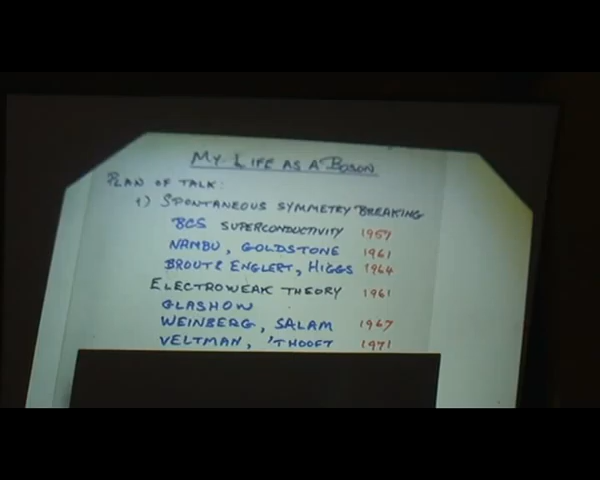 MY LIFE AS A BOSON
PLAN OF TALK:
1) SPONTANEOUS SYMMETRY BREAKING
BCS SUPERCONDUCTIVITY 1957
NAMBU, GOLDSTONE 1961
BROUT & ENGLERT, HIGGS 1964
ELECTROWEAK THEORY 1961
GLASHOW
WEINBERG, SALAM 1967
VELTMAN, 'T HOOFT 1971